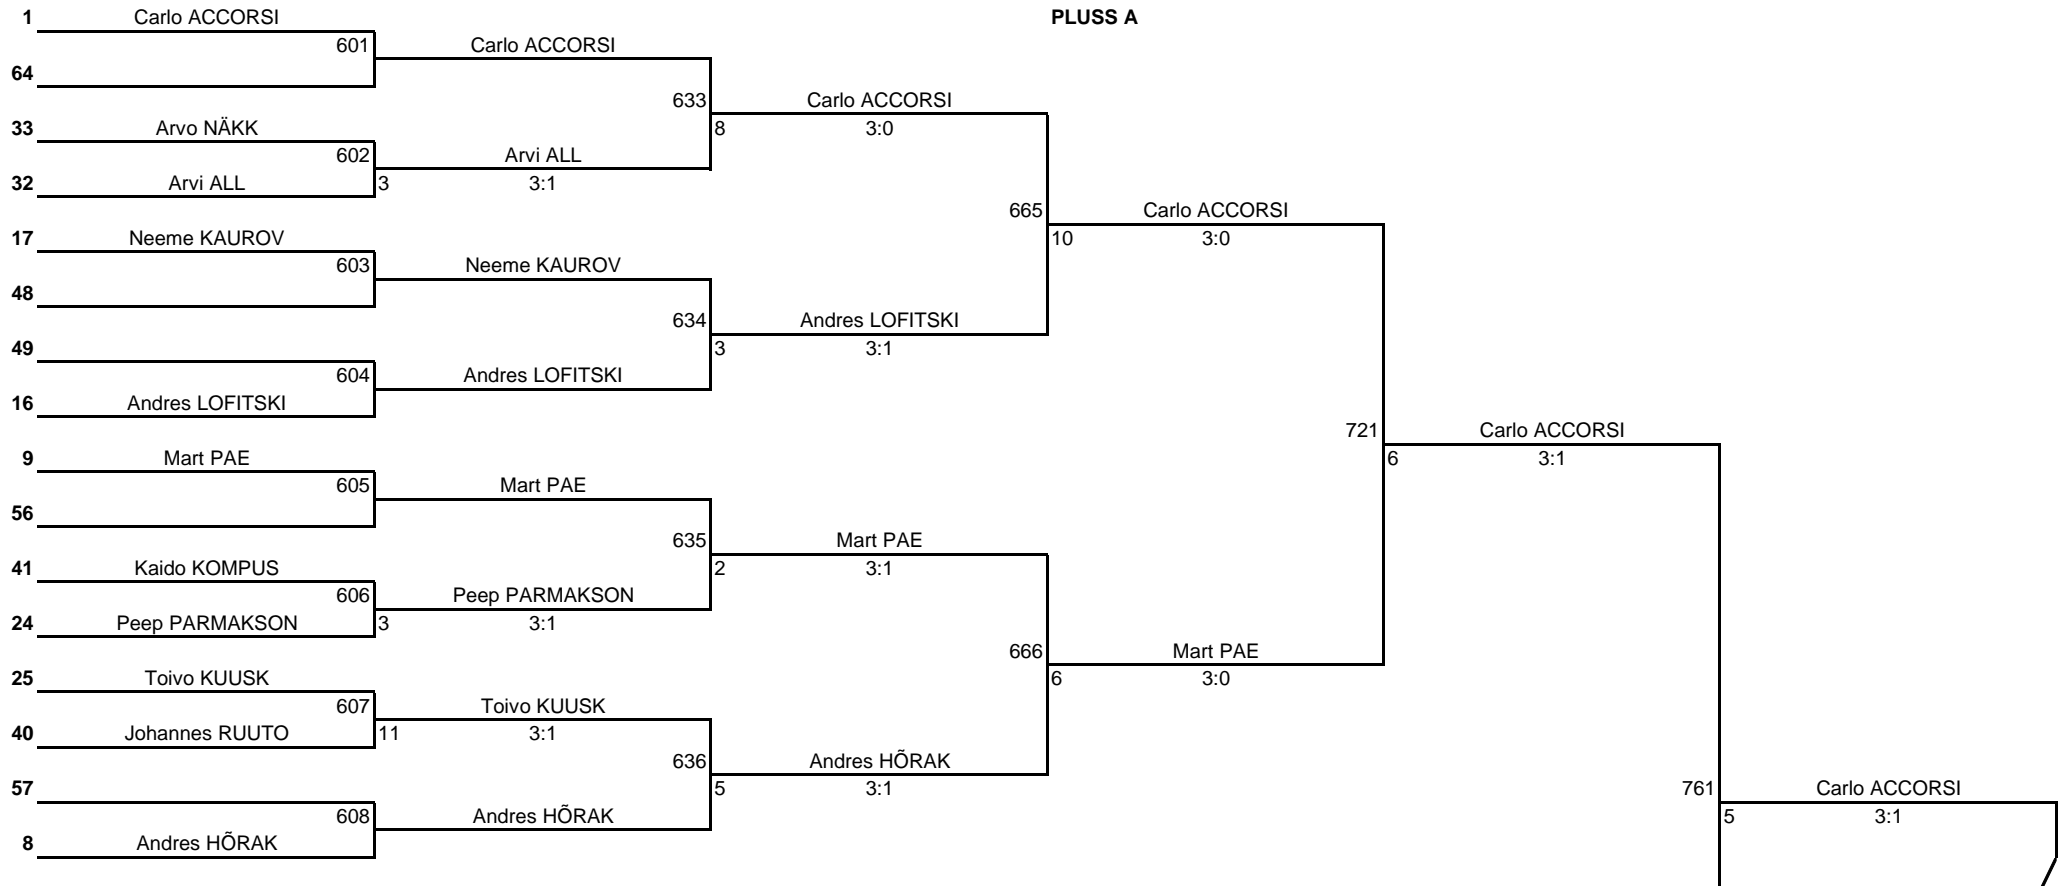 1 Carlo ACCORSI PLUSS A
601 Carlo ACCORSI
64
633 Carlo ACCORSI
33 Arvo NÄKK 8 3:0
602 Arvi ALL
32 Arvi ALL 3 3:1
665 Carlo ACCORSI
17 Neeme KAUROV 10 3:0
603 Neeme KAUROV
48
634 Andres LOFITSKI
49 3 3:1
604 Andres LOFITSKI
16 Andres LOFITSKI
721 Carlo ACCORSI
9 Mart PAE 6 3:1
605 Mart PAE
56
635 Mart PAE
41 Kaido KOMPUS 2 3:1
606 Peep PARMAKSON
24 Peep PARMAKSON 3 3:1
666 Mart PAE
25 Toivo KUUSK 6 3:0
607 Toivo KUUSK
40 Johannes RUUTO 11 3:1
636 Andres HÕRAK
57 5 3:1 761 Carlo ACCORSI
608 Andres HÕRAK 5 3:1
8 Andres HÕRAK